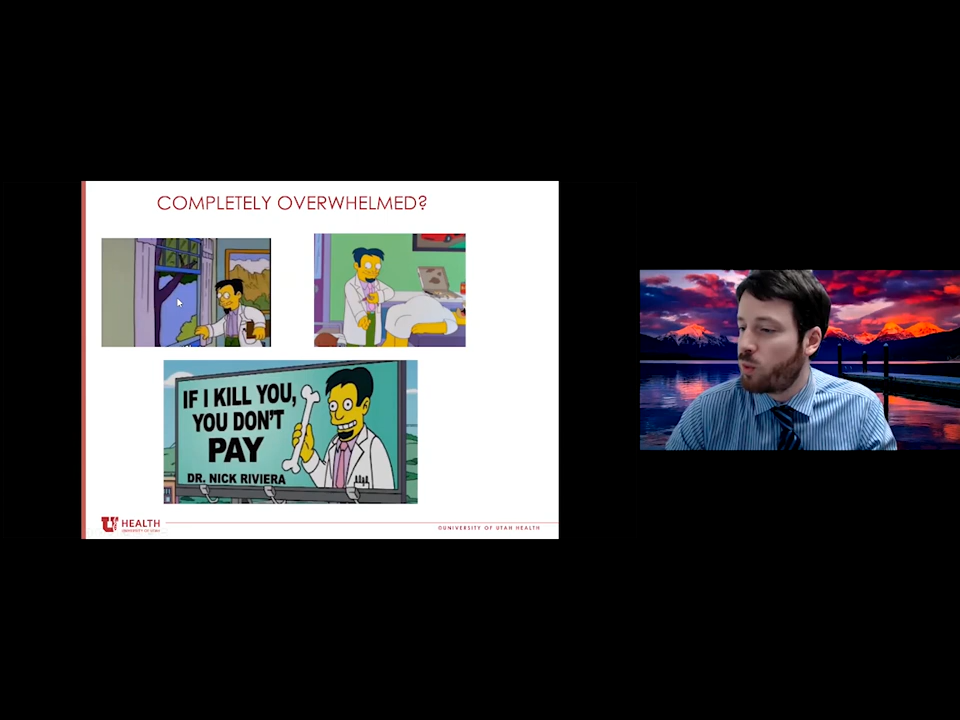 COMPLETELY OVERWHELMED?
IF I KILL YOU,
YOU DON'T
PAY
DR. NICK RIVIERA
U HEALTH
UNIVERSITY OF UTAH
©UNIVERSITY OF UTAH HEALTH